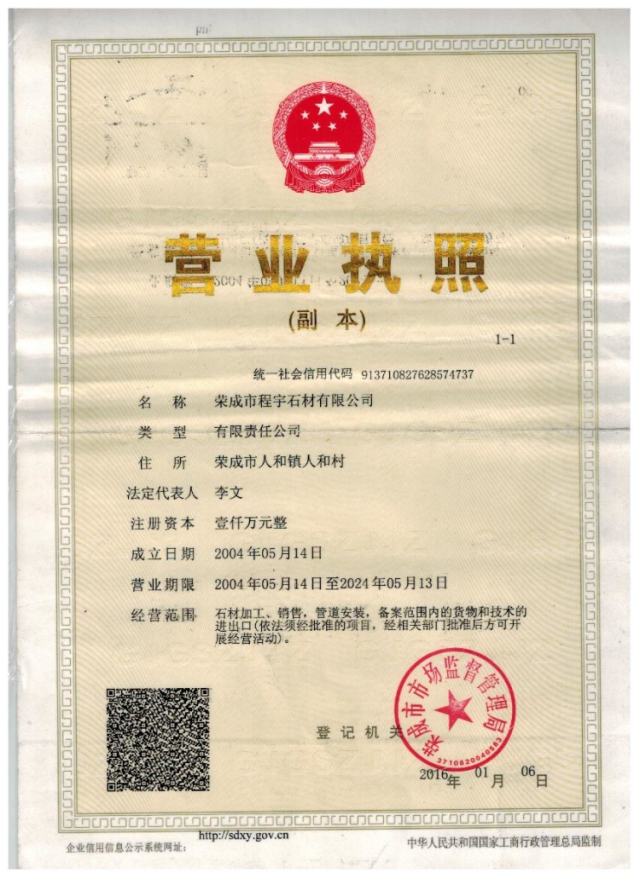 营业执照
(副 本)
1-1
统一社会信用代码 913710827628574737
名 称 荣成市程宇石材有限公司
类 型 有限责任公司
住 所 荣成市人和镇人和村
法定代表人 李文
注册资本 壹仟万元整
成立日期 2004年05月14日
营业期限 2004年05月14日至2024年05月13日
经营范围 石材加工、销售，管道安装，备案范围内的货物和技术的
进出口(依法须经批准的项目，经相关部门批准后方可开
展经营活动)。
荣成市市场监督管理局
3710820040583
登记机关
2016年 01月 06日
http://sdxy.gov.cn
企业信用信息公示系统网址：
中华人民共和国国家工商行政管理总局监制